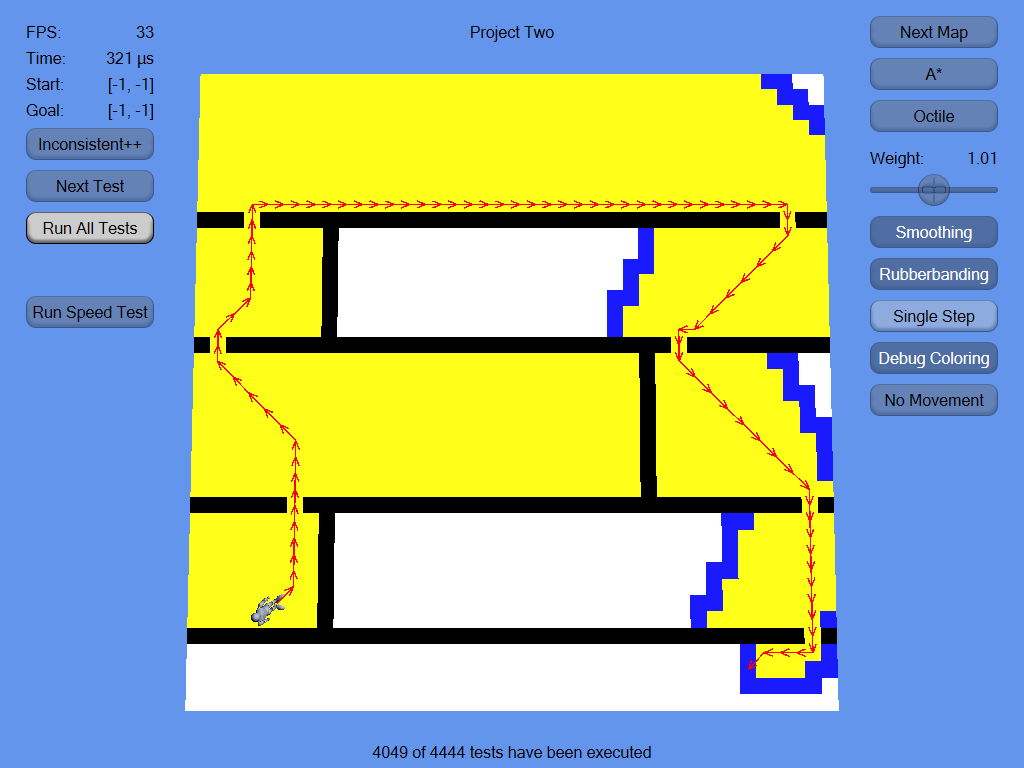 FPS: 33
Time: 321 µs
Start: [-1, -1]
Goal: [-1, -1]
Inconsistent++
Next Test
Run All Tests
Run Speed Test
Project Two
Next Map
A*
Octile
Weight: 1.01
Smoothing
Rubberbanding
Single Step
Debug Coloring
No Movement
4049 of 4444 tests have been executed